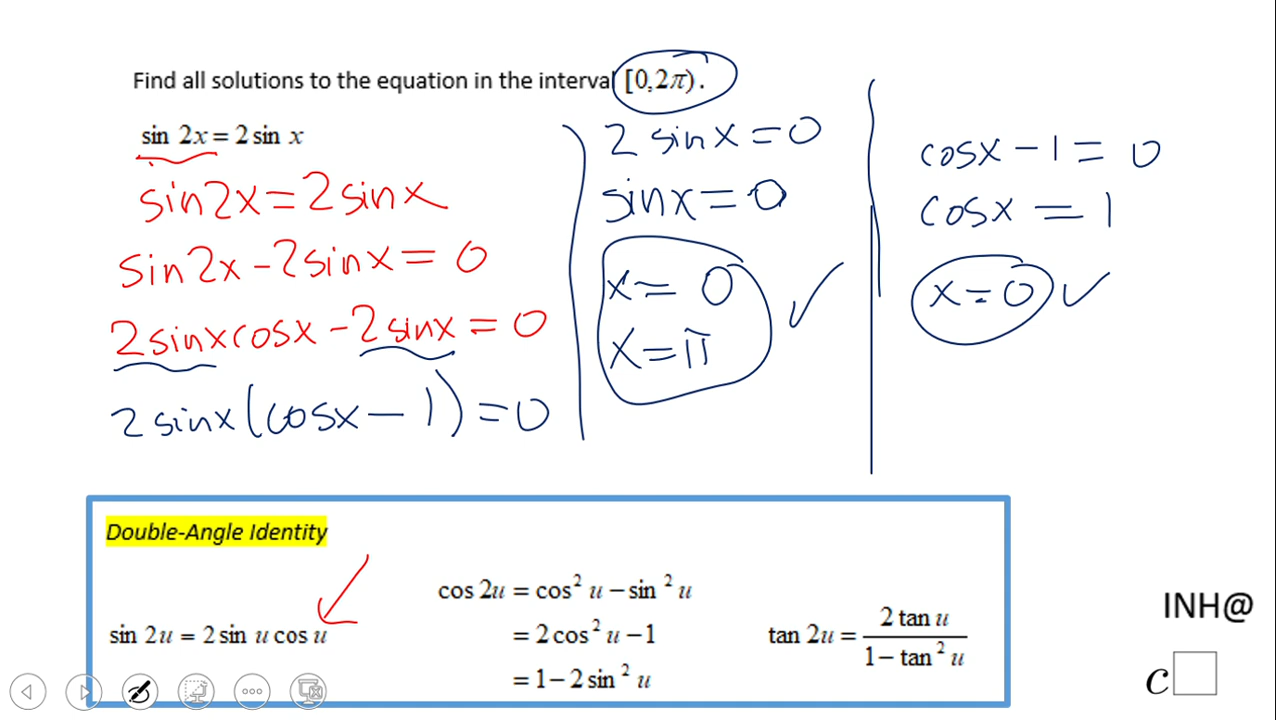 Find all solutions to the equation in the interval [0,2π).
sin 2x = 2 sin x
sin2x = 2sinx
sin2x - 2sinx = 0
2sinxcosx - 2sinx = 0
2sinx(cosx - 1) = 0
2sinx = 0
sinx = 0
x = 0
x = π
cosx - 1 = 0
cosx = 1
x = 0
Double-Angle Identity
sin 2u = 2 sin u cos u
cos 2u = cos² u − sin² u
= 2cos² u − 1
= 1 − 2 sin² u
tan 2u = 2 tan u / 1 − tan² u
INH@
c